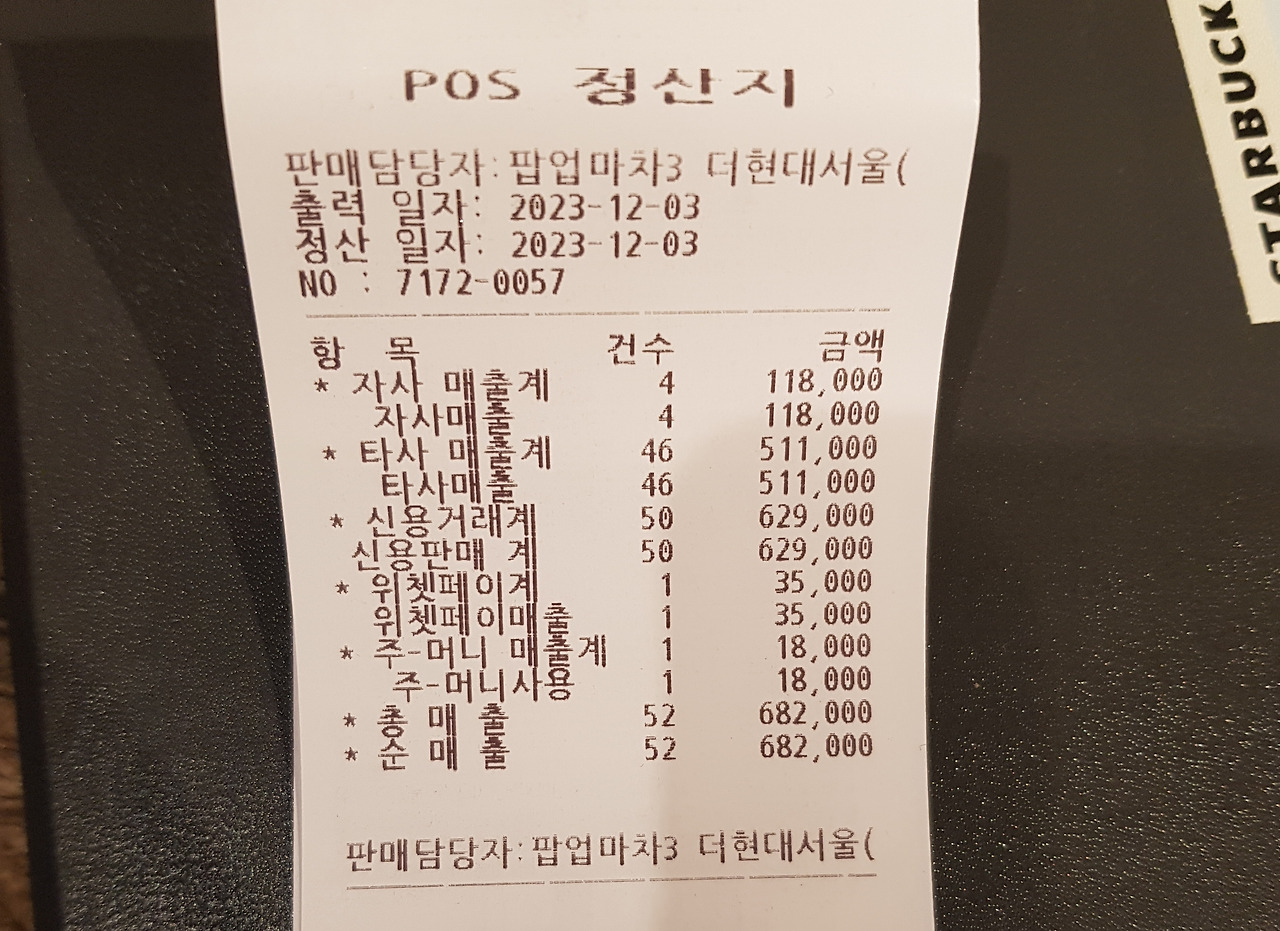 POS 정산지
판매담당자:팝업마차3 더현대서울(
출력 일자: 2023-12-03
정산 일자: 2023-12-03
NO : 7172-0057
항 목 건수 금액
* 자사 매출계 4 118,000
자사매출 4 118,000
* 타사 매출계 46 511,000
타사매출 46 511,000
* 신용거래계 50 629,000
신용판매 계 50 629,000
* 위쳇페이계 1 35,000
위쳇페이매출 1 35,000
* 주-머니 매출계 1 18,000
주-머니사용 1 18,000
* 총 매 출 52 682,000
* 순 매 출 52 682,000
판매담당자:팝업마차3 더현대서울(
STARBUCK